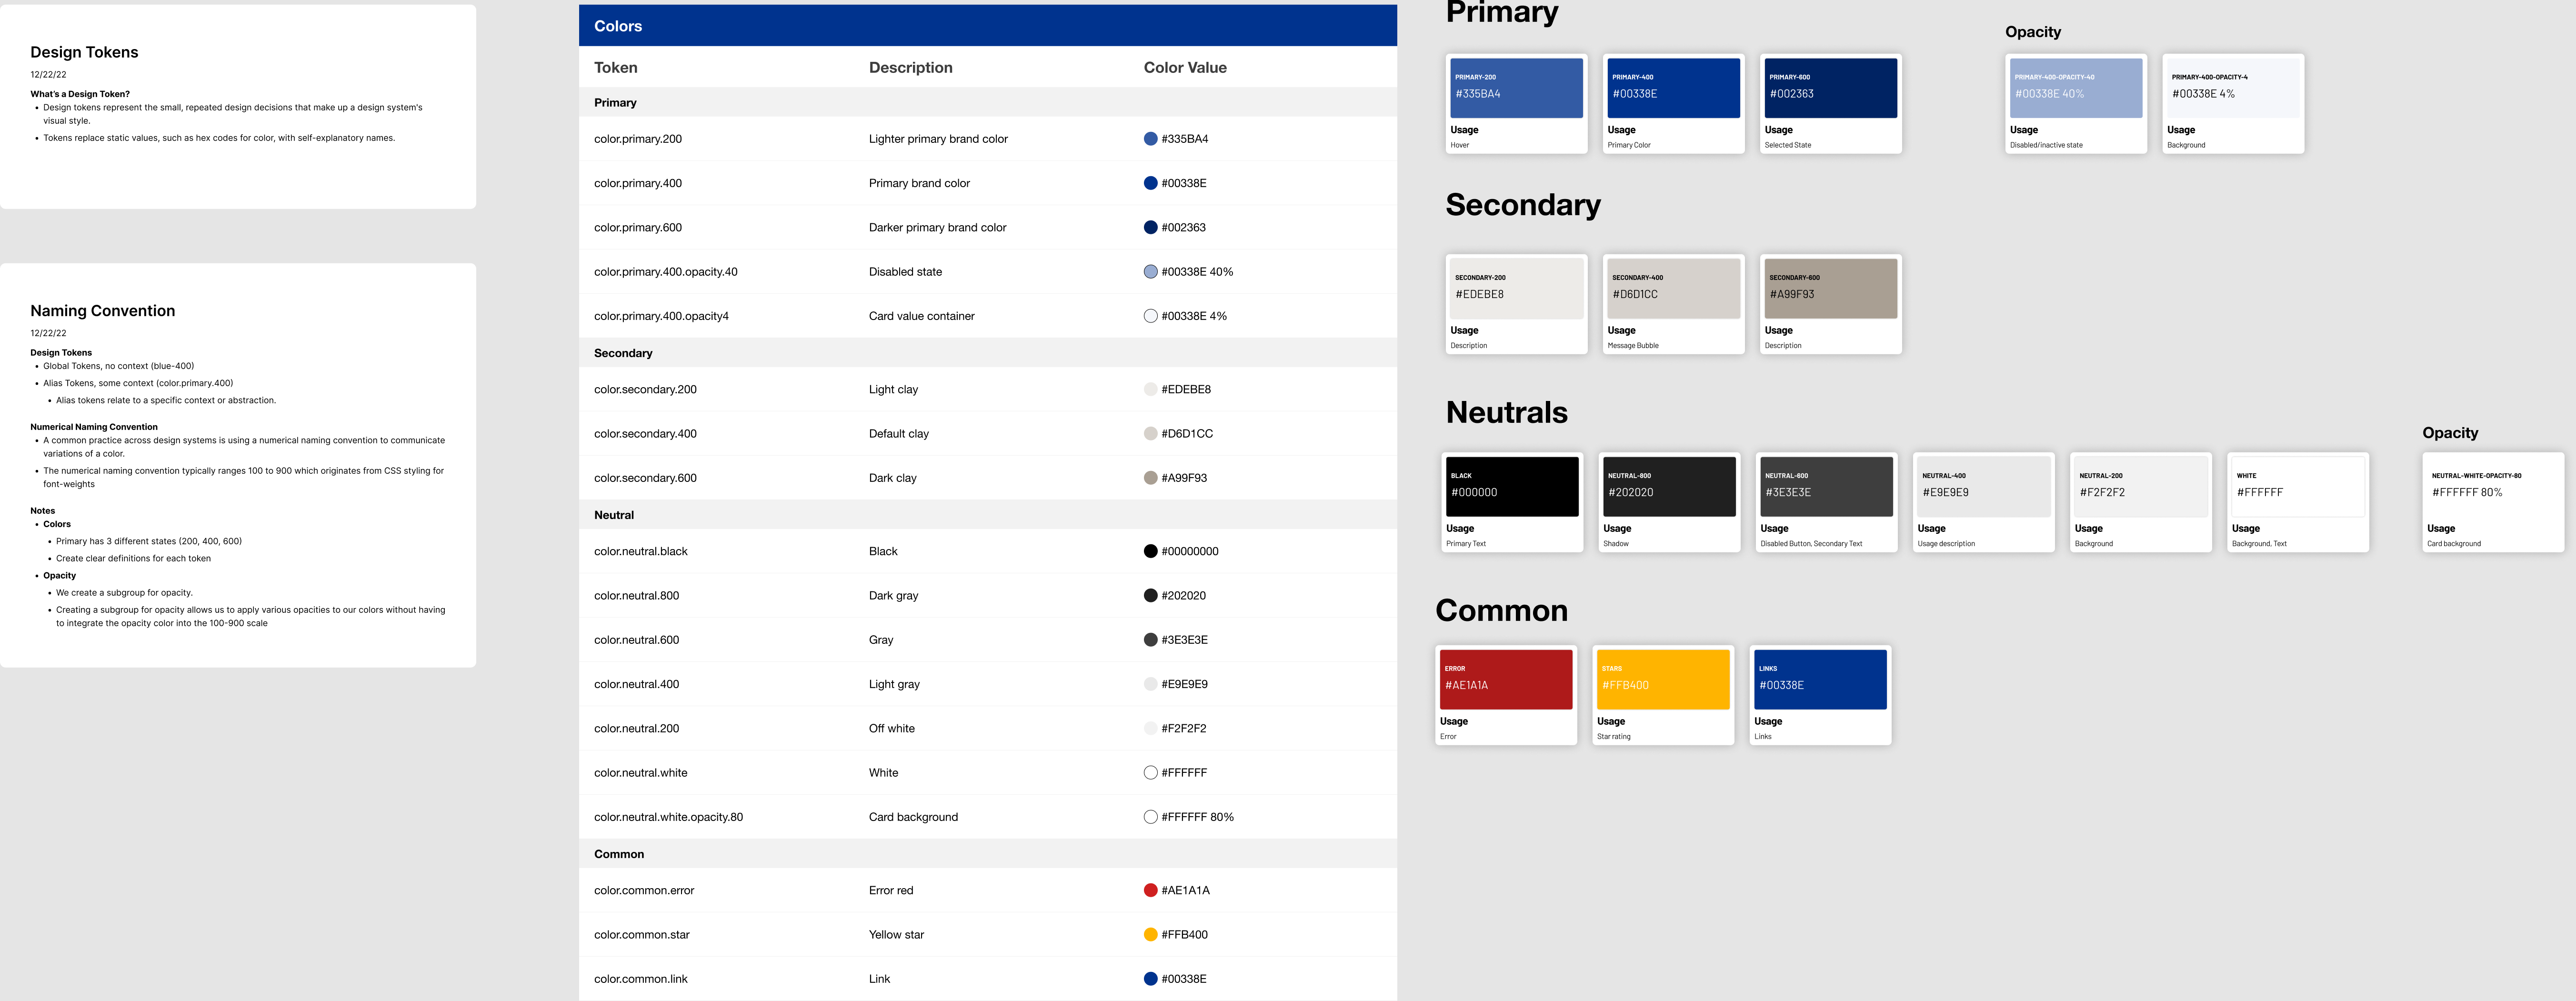 Design Tokens
12/22/22
What's a Design Token?
• Design tokens represent the small, repeated design decisions that make up a design system's
visual style.
• Tokens replace static values, such as hex codes for color, with self-explanatory names.
Naming Convention
12/22/22
Design Tokens
• Global Tokens, no context (blue-400)
• Alias Tokens, some context (color.primary.400)
• Alias tokens relate to a specific context or abstraction.
Numerical Naming Convention
• A common practice across design systems is using a numerical naming convention to communicate
variations of a color.
• The numerical naming convention typically ranges 100 to 900 which originates from CSS styling for
font-weights
Notes
• Colors
• Primary has 3 different states (200, 400, 600)
• Create clear definitions for each token
• Opacity
• We create a subgroup for opacity.
• Creating a subgroup for opacity allows us to apply various opacities to our colors without having
to integrate the opacity color into the 100-900 scale
Colors
Token Description Color Value
Primary
color.primary.200 Lighter primary brand color #335BA4
color.primary.400 Primary brand color #00338E
color.primary.600 Darker primary brand color #002363
color.primary.400.opacity.40 Disabled state #00338E 40%
color.primary.400.opacity4 Card value container #00338E 4%
Secondary
color.secondary.200 Light clay #EDEBE8
color.secondary.400 Default clay #D6D1CC
color.secondary.600 Dark clay #A99F93
Neutral
color.neutral.black Black #00000000
color.neutral.800 Dark gray #202020
color.neutral.600 Gray #3E3E3E
color.neutral.400 Light gray #E9E9E9
color.neutral.200 Off white #F2F2F2
color.neutral.white White #FFFFFF
color.neutral.white.opacity.80 Card background #FFFFFF 80%
Common
color.common.error Error red #AE1A1A
color.common.star Yellow star #FFB400
color.common.link Link #00338E
Primary
PRIMARY-200
#335BA4
Usage
Hover
PRIMARY-400
#00338E
Usage
Primary Color
PRIMARY-600
#002363
Usage
Selected State
Opacity
PRIMARY-400-OPACITY-40
#00338E 40%
Usage
Disabled/inactive state
PRIMARY-400-OPACITY-4
#00338E 4%
Usage
Background
Secondary
SECONDARY-200
#EDEBE8
Usage
Description
SECONDARY-400
#D6D1CC
Usage
Message Bubble
SECONDARY-600
#A99F93
Usage
Description
Neutrals
BLACK
#000000
Usage
Primary Text
NEUTRAL-800
#202020
Usage
Shadow
NEUTRAL-600
#3E3E3E
Usage
Disabled Button, Secondary Text
NEUTRAL-400
#E9E9E9
Usage
Usage description
NEUTRAL-200
#F2F2F2
Usage
Background
WHITE
#FFFFFF
Usage
Background, Text
Opacity
NEUTRAL-WHITE-OPACITY-80
#FFFFFF 80%
Usage
Card background
Common
ERROR
#AE1A1A
Usage
Error
STARS
#FFB400
Usage
Star rating
LINKS
#00338E
Usage
Links